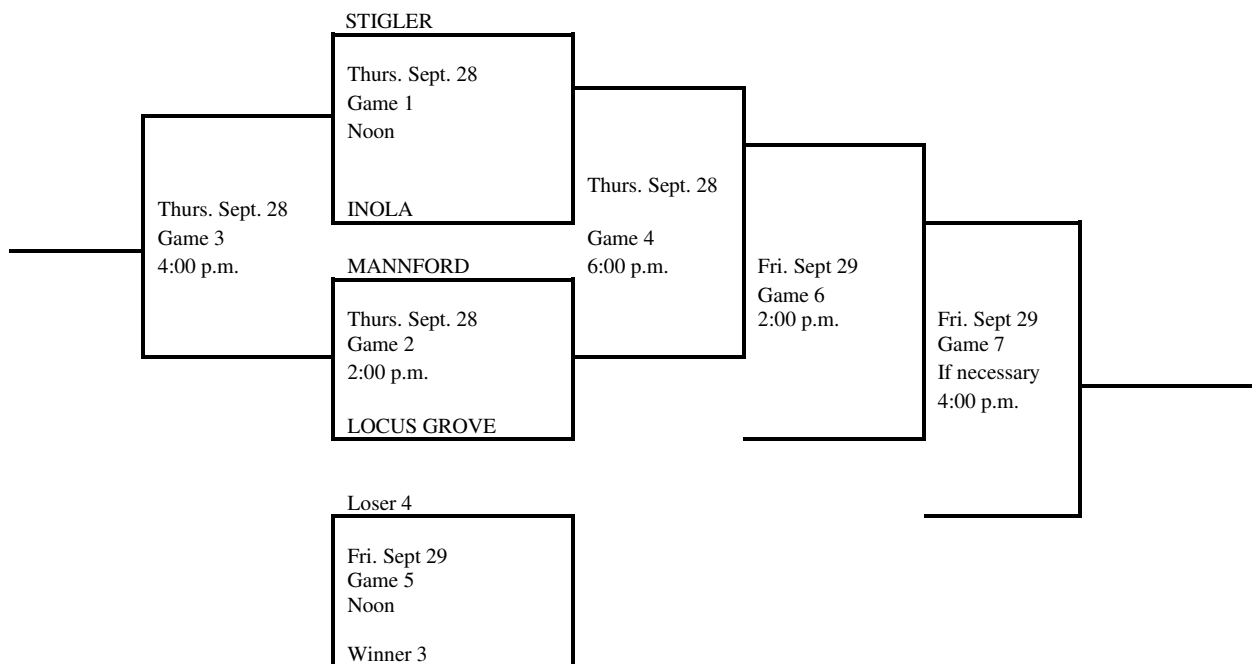 STIGLER
Thurs. Sept. 28
Game 1
Noon
INOLA
Thurs. Sept. 28
Game 3
4:00 p.m.
MANNFORD
Thurs. Sept. 28
Game 2
2:00 p.m.
LOCUS GROVE
Thurs. Sept. 28
Game 4
6:00 p.m.
Fri. Sept 29
Game 6
2:00 p.m.
Fri. Sept 29
Game 7
If necessary
4:00 p.m.
Loser 4
Fri. Sept 29
Game 5
Noon
Winner 3